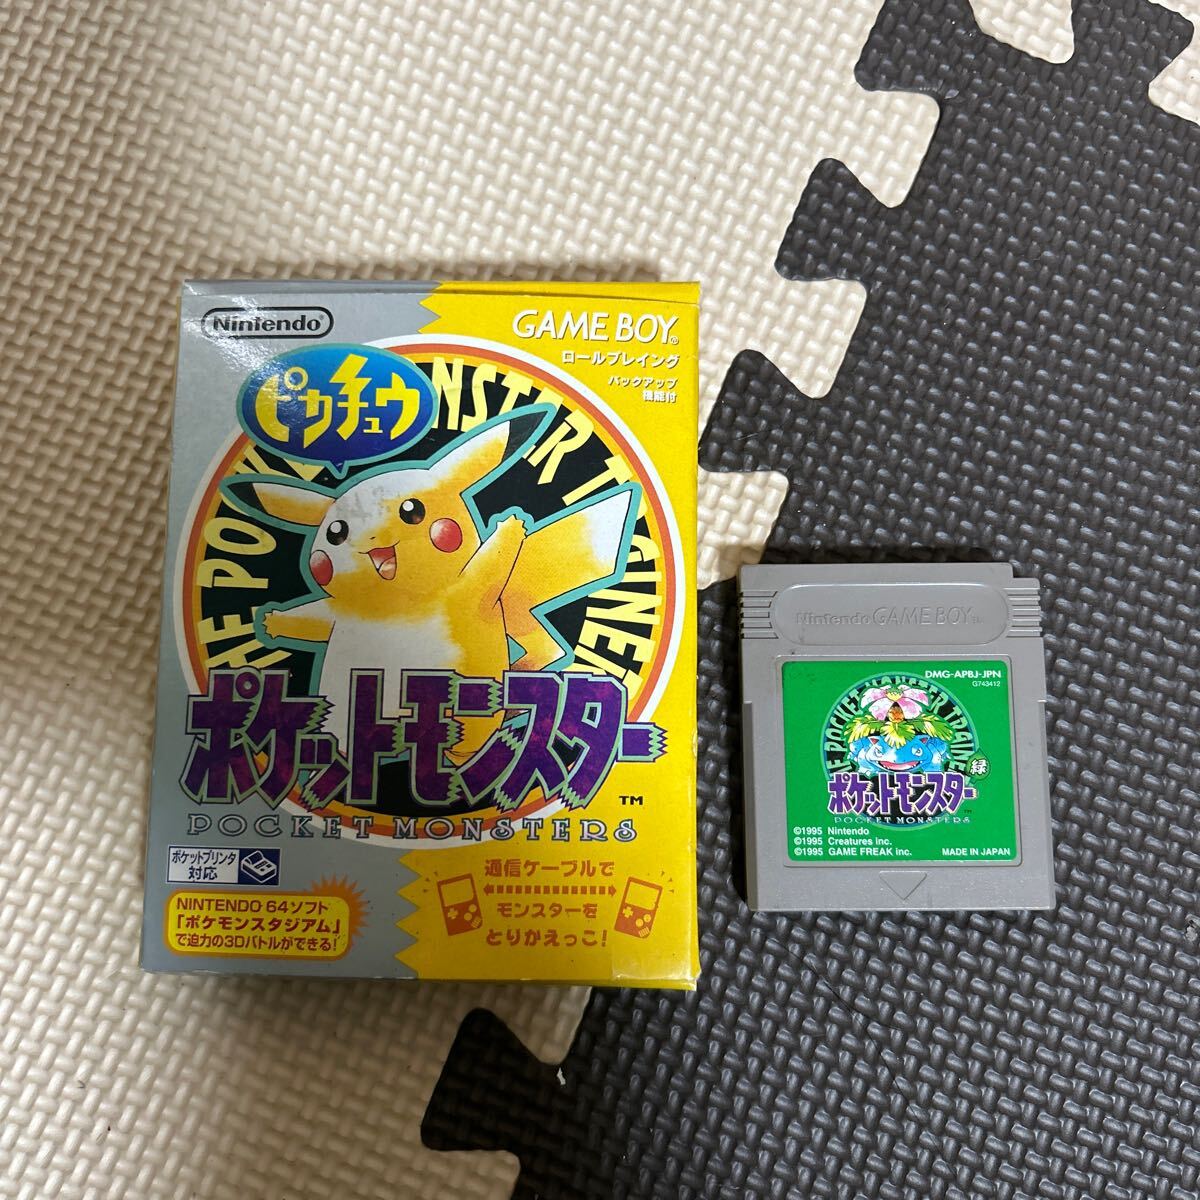 Nintendo
GAME BOY®
ロールプレイング
バックアップ
機能付
ピカチュウ
THE POCKET MONSTER TRAINER
ポケットモンスター
TM
POCKET MONSTERS
ポケットプリンタ
対応
NINTENDO 64ソフト
「ポケモンスタジアム」
で迫力の3Dバトルができる!
通信ケーブルで
モンスターを
とりかえっこ!
Nintendo GAME BOY
DMG-APBJ-JPN
G743412
THE POCKET MONSTER TRAINE
緑
ポケットモンスター
TM
POCKET MONSTERS
©1995 Nintendo
©1995 Creatures inc.
©1995 GAME FREAK inc.
MADE IN JAPAN